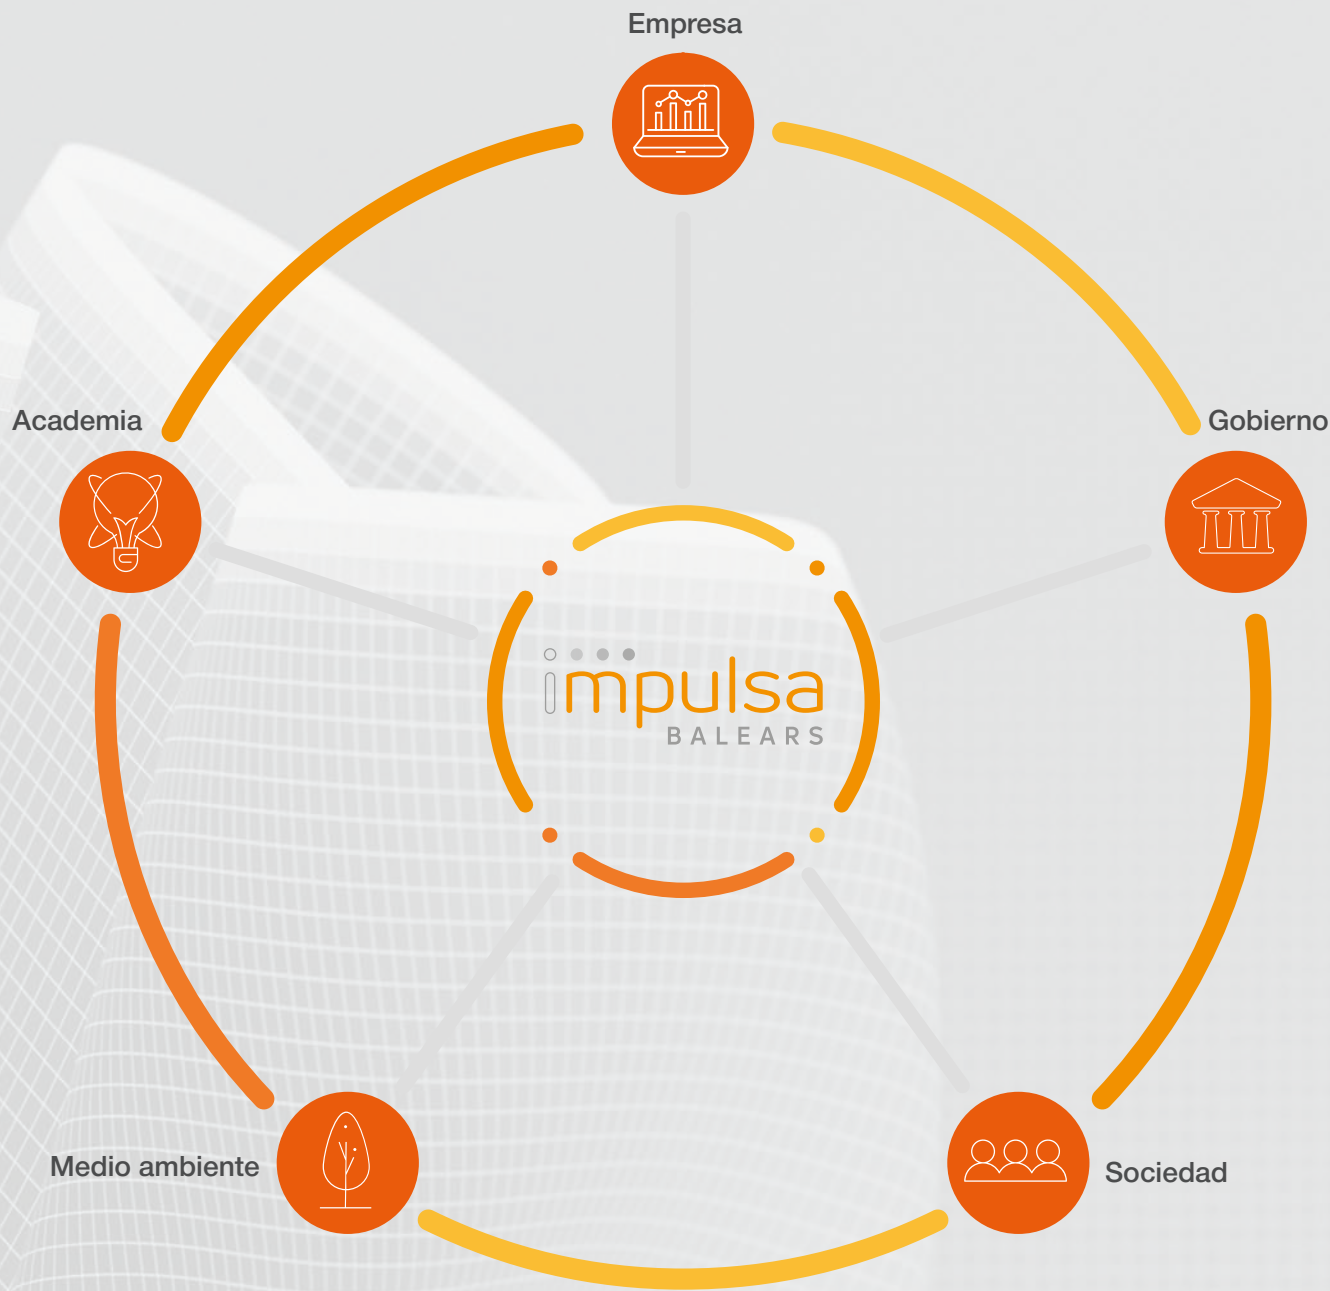 Empresa
Academia
Gobierno
impulsa
BALEARS
Medio ambiente
Sociedad